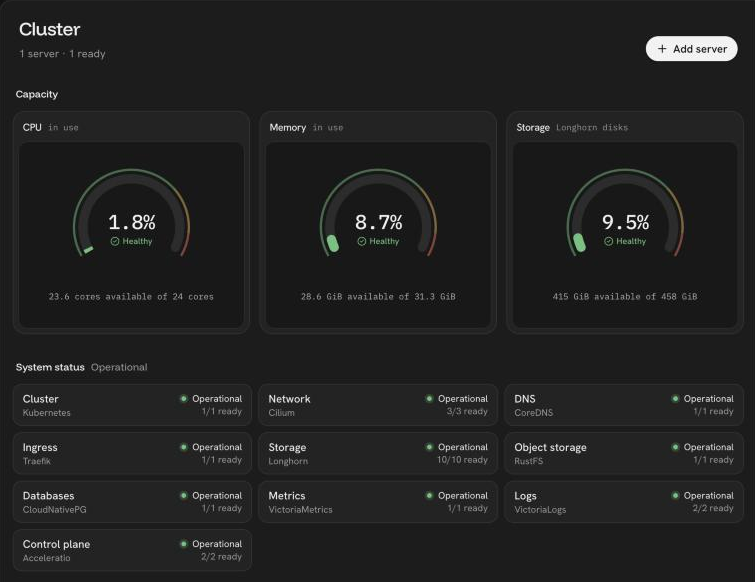 Cluster
1 server · 1 ready
+ Add server
Capacity
CPU in use
1.8%
Healthy
23.6 cores available of 24 cores
Memory in use
8.7%
Healthy
28.6 GiB available of 31.3 GiB
Storage Longhorn disks
9.5%
Healthy
415 GiB available of 458 GiB
System status Operational
Cluster Operational
Kubernetes 1/1 ready
Network Operational
Cilium 3/3 ready
DNS Operational
CoreDNS 1/1 ready
Ingress Operational
Traefik 1/1 ready
Storage Operational
Longhorn 10/10 ready
Object storage Operational
RustFS 1/1 ready
Databases Operational
CloudNativePG 1/1 ready
Metrics Operational
VictoriaMetrics 1/1 ready
Logs Operational
VictoriaLogs 2/2 ready
Control plane Operational
Acceleratio 2/2 ready